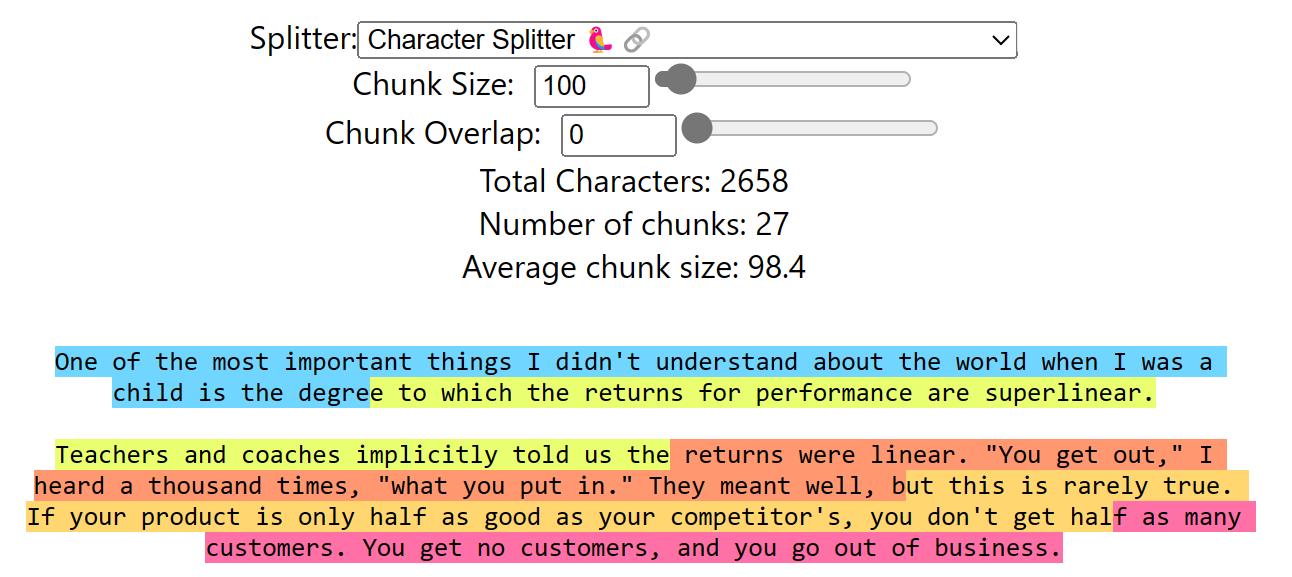 Splitter: Character Splitter 🦜🔗
Chunk Size: 100
Chunk Overlap: 0
Total Characters: 2658
Number of chunks: 27
Average chunk size: 98.4
One of the most important things I didn't understand about the world when I was a
child is the degree to which the returns for performance are superlinear.
Teachers and coaches implicitly told us the returns were linear. "You get out," I
heard a thousand times, "what you put in." They meant well, but this is rarely true.
If your product is only half as good as your competitor's, you don't get half as many
customers. You get no customers, and you go out of business.